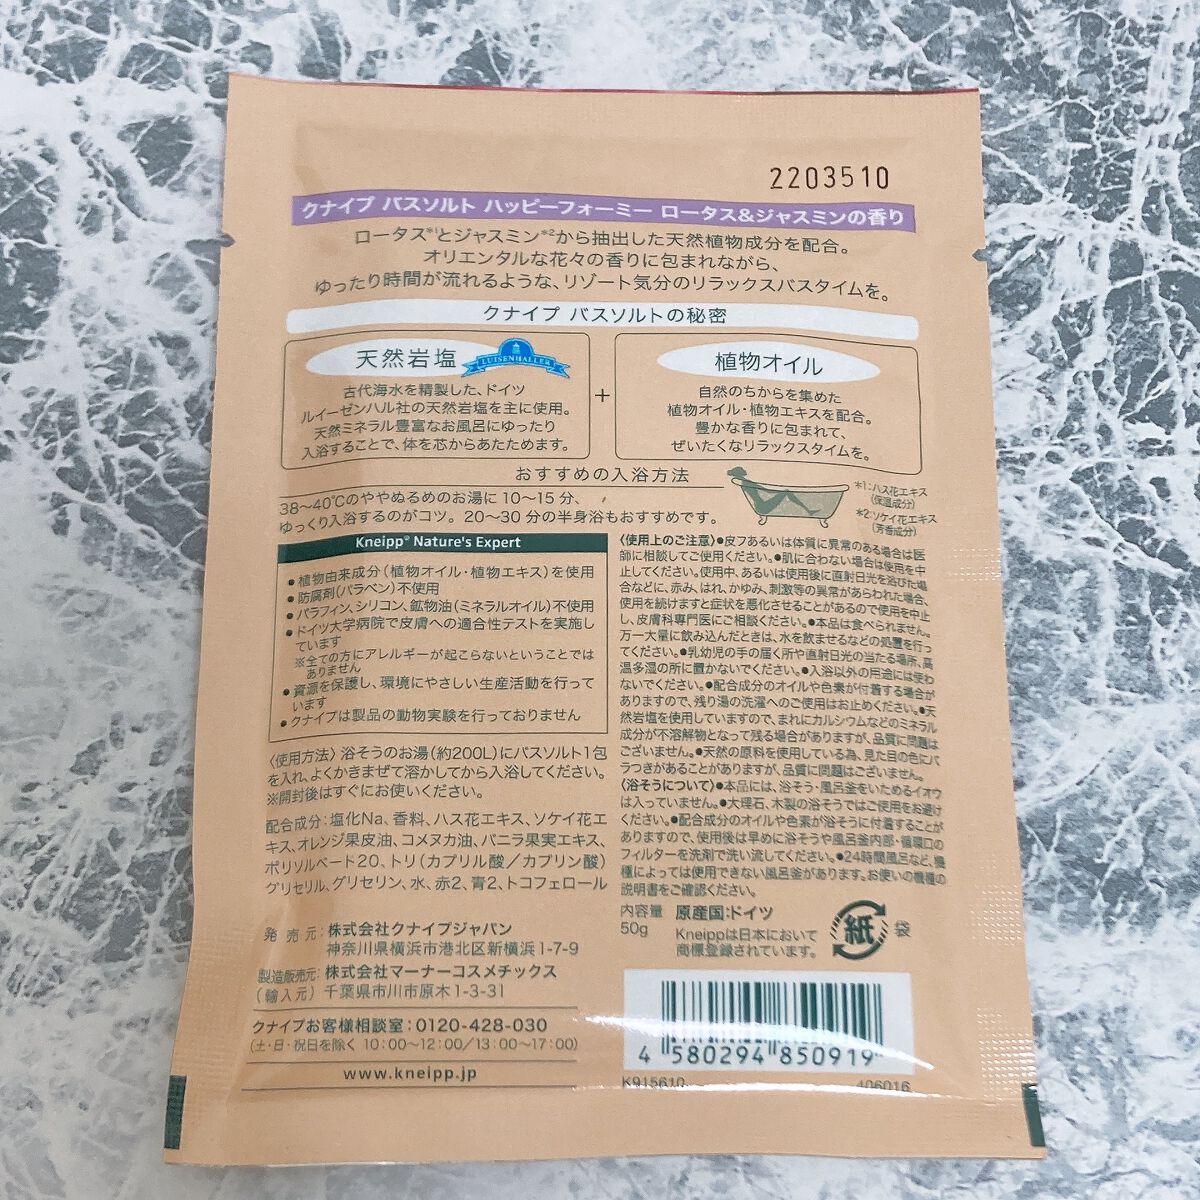 2203510
クナイプ バスソルト ハッピーフォーミー ロータス&ジャスミンの香り
ロータス*1とジャスミン*2から抽出した天然植物成分を配合。
オリエンタルな花々の香りに包まれながら、
ゆったり時間が流れるような、リゾート気分のリラックスバスタイムを。
クナイプ バスソルトの秘密
天然岩塩
LUISENHALLER
古代海水を精製した、ドイツ
ルイーゼンハル社の天然岩塩を主に使用。
天然ミネラル豊富なお風呂にゆったり
入浴することで、体を芯からあたためます。
+
植物オイル
自然のちからを集めた
植物オイル・植物エキスを配合。
豊かな香りに包まれて、
ぜいたくなリラックスタイムを。
おすすめの入浴方法
38〜40℃のややぬるめのお湯に10〜15分、
ゆっくり入浴するのがコツ。20〜30分の半身浴もおすすめです。
*1:ハス花エキス
(保湿成分)
*2:ソケイ花エキス
(芳香成分)
Kneipp® Nature's Expert
●植物由来成分(植物オイル・植物エキス)を使用
●防腐剤(パラベン)不使用
●パラフィン、シリコン、鉱物油(ミネラルオイル)不使用
●ドイツ大学病院で皮膚への適合性テストを実施し
ています
※全ての方にアレルギーが起こらないということでは
ありません
●資源を保護し、環境にやさしい生産活動を行って
います
●クナイプは製品の動物実験を行っておりません
〈使用方法〉浴そうのお湯(約200L)にバスソルト1包
を入れ、よくかきまぜて溶かしてから入浴してください。
※開封後はすぐにお使いください。
配合成分:塩化Na、香料、ハス花エキス、ソケイ花エ
キス、オレンジ果皮油、コメヌカ油、バニラ果実エキス、
ポリソルベート20、トリ(カプリル酸/カプリン酸)
グリセリル、グリセリン、水、赤2、青2、トコフェロール
〈使用上のご注意〉●皮フあるいは体質に異常のある場合は医
師に相談してご使用ください。●肌に合わない場合は使用を中
止してください。使用中、あるいは使用後に直射日光を浴びた場
合などに、赤み、はれ、かゆみ、刺激等の異常があらわれた場合、
使用を続けますと症状を悪化させることがあるので使用を中止
し、皮膚科専門医にご相談ください。●本品は食べられません。
万一大量に飲み込んだときは、水を飲ませるなどの処置を行っ
てください。●乳幼児の手の届く所や直射日光の当たる場所、高
温多湿の所に置かないでください。●入浴以外の用途には使わ
ないでください。●配合成分のオイルや色素が付着する場合が
ありますので、残り湯の洗濯へのご使用はお止めください。●天
然岩塩を使用していますので、まれにカルシウムなどのミネラル
成分が不溶解物となって残る場合がありますが、品質に問題は
ございません。●天然の原料を使用している為、見た目の色にバ
ラつきがあることがありますが、品質に問題はございません。
〈浴そうについて〉●本品には、浴そう・風呂釜をいためるイオウ
は入っていません。●大理石、木製の浴そうではご使用をお避け
ください。●配合成分のオイルや色素が浴そうに付着することが
ありますので、使用後は早めに浴そうや風呂釜内部・循環口の
フィルターを洗剤で洗い流してください。●24時間風呂など、機
種によっては使用できない風呂釜があります。お使いの機種の
説明書をご確認ください。
内容量
50g
原産国:ドイツ
Kneippは日本において
商標登録されています。
紙
袋
発売元:株式会社クナイプジャパン
神奈川県横浜市港北区新横浜1-7-9
製造販売元:株式会社マーナーコスメチックス
(輸入元) 千葉県市川市原木1-3-31
クナイプお客様相談室:0120-428-030
(土・日・祝日を除く 10:00〜12:00/13:00〜17:00)
www.kneipp.jp
4 580294 850919
K915610
406016